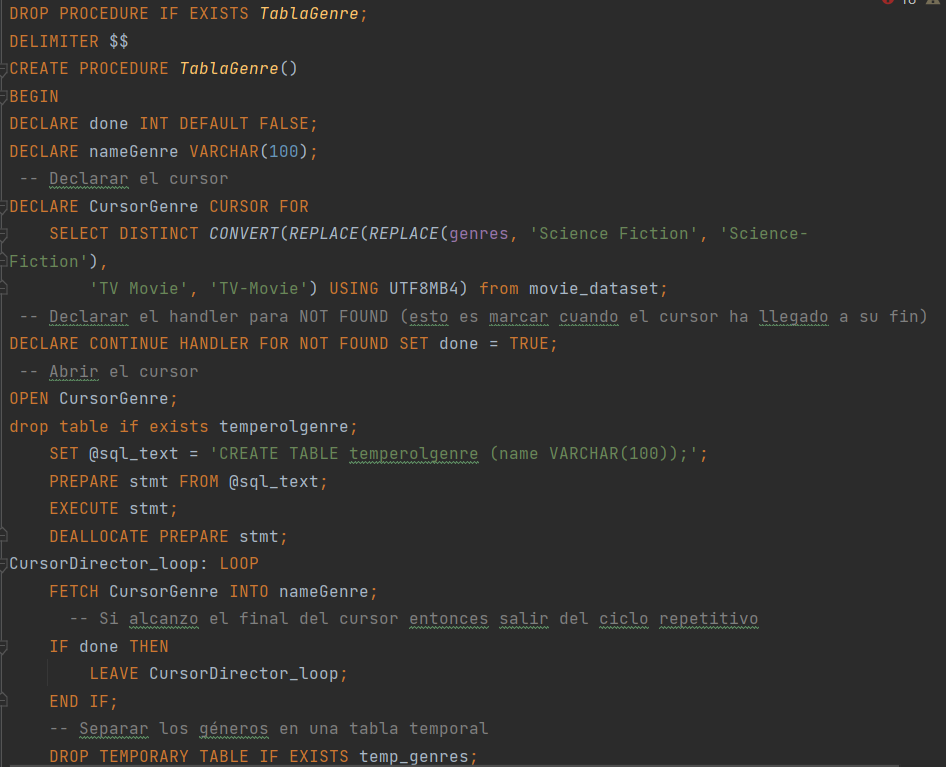 DROP PROCEDURE IF EXISTS TablaGenre;
DELIMITER $$
CREATE PROCEDURE TablaGenre()
BEGIN
DECLARE done INT DEFAULT FALSE;
DECLARE nameGenre VARCHAR(100);
-- Declarar el cursor
DECLARE CursorGenre CURSOR FOR
SELECT DISTINCT CONVERT(REPLACE(REPLACE(genres, 'Science Fiction', 'Science-
Fiction'),
'TV Movie', 'TV-Movie') USING UTF8MB4) from movie_dataset;
-- Declarar el handler para NOT FOUND (esto es marcar cuando el cursor ha llegado a su fin)
DECLARE CONTINUE HANDLER FOR NOT FOUND SET done = TRUE;
-- Abrir el cursor
OPEN CursorGenre;
drop table if exists temperolgenre;
SET @sql_text = 'CREATE TABLE temperolgenre (name VARCHAR(100));';
PREPARE stmt FROM @sql_text;
EXECUTE stmt;
DEALLOCATE PREPARE stmt;
CursorDirector_loop: LOOP
FETCH CursorGenre INTO nameGenre;
-- Si alcanzo el final del cursor entonces salir del ciclo repetitivo
IF done THEN
LEAVE CursorDirector_loop;
END IF;
-- Separar los géneros en una tabla temporal
DROP TEMPORARY TABLE IF EXISTS temp_genres;